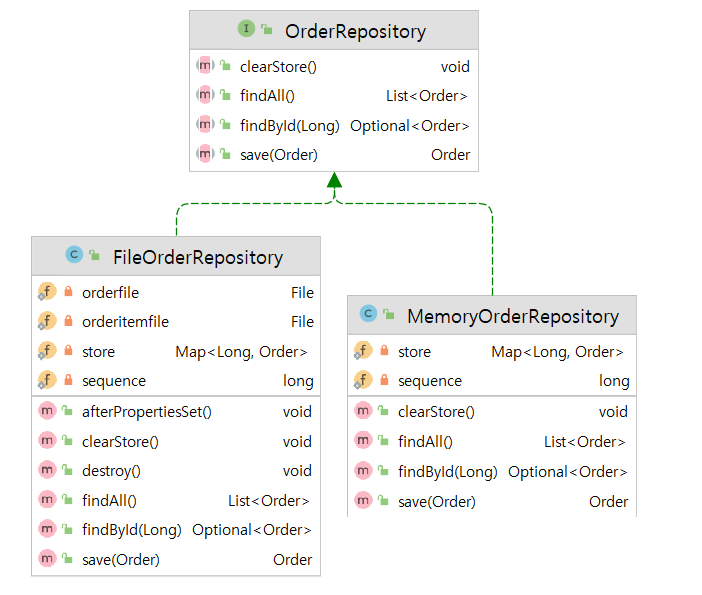 I OrderRepository
m clearStore() void
m findAll() List<Order>
m findById(Long) Optional<Order>
m save(Order) Order
C FileOrderRepository
f orderfile File
f orderitemfile File
f store Map<Long, Order>
f sequence long
m afterPropertiesSet() void
m clearStore() void
m destroy() void
m findAll() List<Order>
m findById(Long) Optional<Order>
m save(Order) Order
C MemoryOrderRepository
f store Map<Long, Order>
f sequence long
m clearStore() void
m findAll() List<Order>
m findById(Long) Optional<Order>
m save(Order) Order